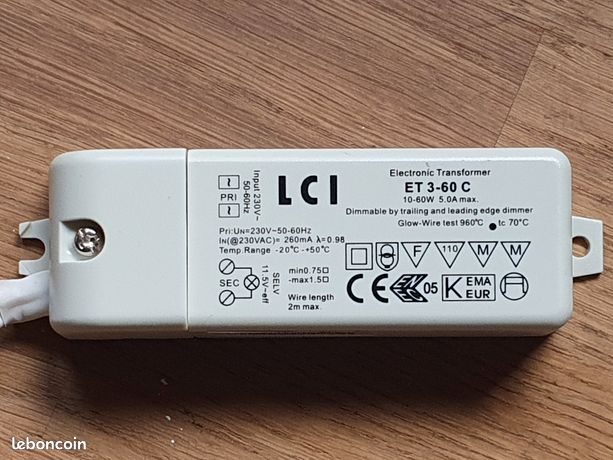 LCI
Electronic Transformer
ET 3-60 C
10-60W 5.0A max.
Dimmable by trailing and leading edge dimmer
Glow-Wire test 960°C tc 70°C
~
PRI
~
Input 230V~
50-60Hz
Pri:UN=230V~50-60Hz
IN(@230VAC)= 260mA λ=0.98
Temp.Range -20°C -+50°C
SEC
SELV
11.5V~eff
min0.75□
-max1.5□
Wire length
2m max.
F
110
M
M
CE
ENEC 05
K EMA
EUR
leboncoin